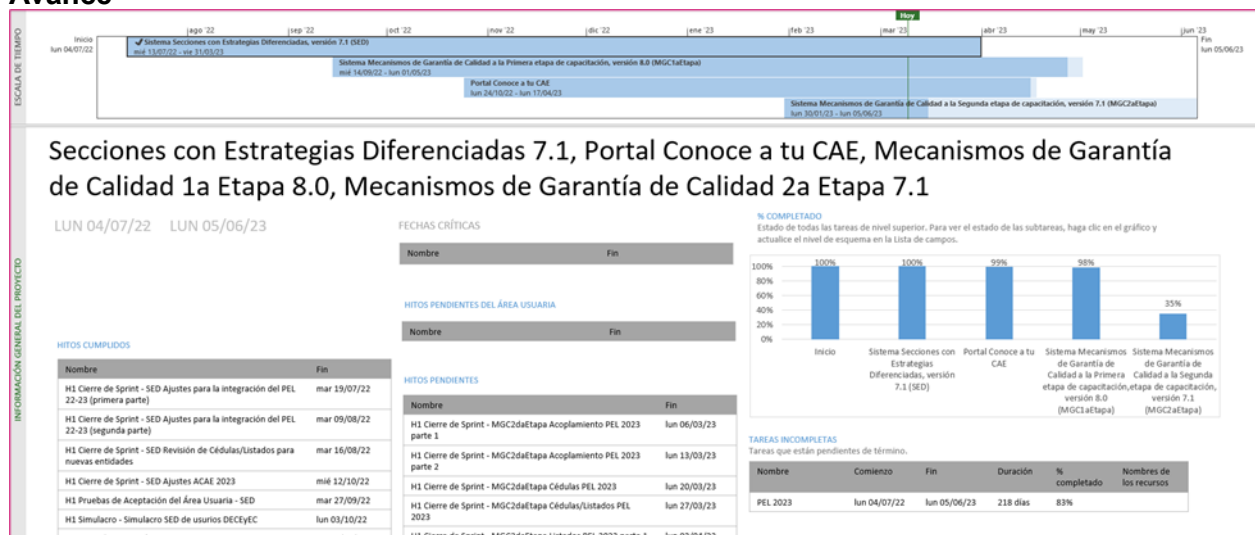 Avance
Hoy
ago '22 sep '22 oct '22 nov '22 dic '22 ene '23 feb '23 mar '23 abr '23 may '23 jun '23
ESCALA DE TIEMPO
Inicio
lun 04/07/22
Sistema Secciones con Estrategias Diferenciadas, versión 7.1 (SED)
mié 13/07/22 - vie 31/03/23
Sistema Mecanismos de Garantía de Calidad a la Primera etapa de capacitación, versión 8.0 (MGC1aEtapa)
mié 14/09/22 - lun 01/05/23
Portal Conoce a tu CAE
lun 24/10/22 - lun 17/04/23
Sistema Mecanismos de Garantía de Calidad a la Segunda etapa de capacitación, versión 7.1 (MGC2aEtapa)
lun 30/01/23 - lun 05/06/23
Fin
lun 05/06/23
INFORMACIÓN GENERAL DEL PROYECTO
Secciones con Estrategias Diferenciadas 7.1, Portal Conoce a tu CAE, Mecanismos de Garantía
de Calidad 1a Etapa 8.0, Mecanismos de Garantía de Calidad 2a Etapa 7.1
LUN 04/07/22 LUN 05/06/23
HITOS CUMPLIDOS
Nombre Fin
H1 Cierre de Sprint - SED Ajustes para la integración del PEL mar 19/07/22
22-23 (primera parte)
H1 Cierre de Sprint - SED Ajustes para la integración del PEL mar 09/08/22
22-23 (segunda parte)
H1 Cierre de Sprint - SED Revisión de Cédulas/Listados para mar 16/08/22
nuevas entidades
H1 Cierre de Sprint - SED Ajustes ACAE 2023 mié 12/10/22
H1 Pruebas de Aceptación del Área Usuaria - SED mar 27/09/22
H1 Simulacro - Simulacro SED de usurios DECEyEC lun 03/10/22
FECHAS CRÍTICAS
Nombre Fin
HITOS PENDIENTES DEL ÁREA USUARIA
Nombre Fin
HITOS PENDIENTES
Nombre Fin
H1 Cierre de Sprint - MGC2daEtapa Acoplamiento PEL 2023 lun 06/03/23
parte 1
H1 Cierre de Sprint - MGC2daEtapa Acoplamiento PEL 2023 lun 13/03/23
parte 2
H1 Cierre de Sprint - MGC2daEtapa Cédulas PEL 2023 lun 20/03/23
H1 Cierre de Sprint - MGC2daEtapa Cédulas/Listados PEL lun 27/03/23
2023
% COMPLETADO
Estado de todas las tareas de nivel superior. Para ver el estado de las subtareas, haga clic en el gráfico y
actualice el nivel de esquema en la Lista de campos.
100%
80%
60%
40%
20%
0%
100% 100% 99% 98% 35%
Inicio
Sistema Secciones con
Estrategias
Diferenciadas, versión
7.1 (SED)
Portal Conoce a tu
CAE
Sistema Mecanismos
de Garantía de
Calidad a la Primera
etapa de capacitación,
versión 8.0
(MGC1aEtapa)
Sistema Mecanismos
de Garantía de
Calidad a la Segunda
etapa de capacitación,
versión 7.1
(MGC2aEtapa)
TAREAS INCOMPLETAS
Tareas que están pendientes de término.
Nombre Comienzo Fin Duración % Nombres de
completado los recursos
PEL 2023 lun 04/07/22 lun 05/06/23 218 días 83%